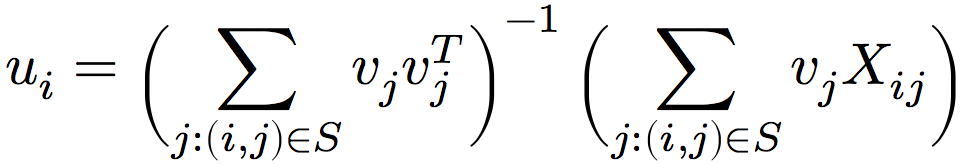 $u_i = \left( \sum_{j:(i,j)\in S} v_j v_j^T \right)^{-1} \left( \sum_{j:(i,j)\in S} v_j X_{ij} \right)$